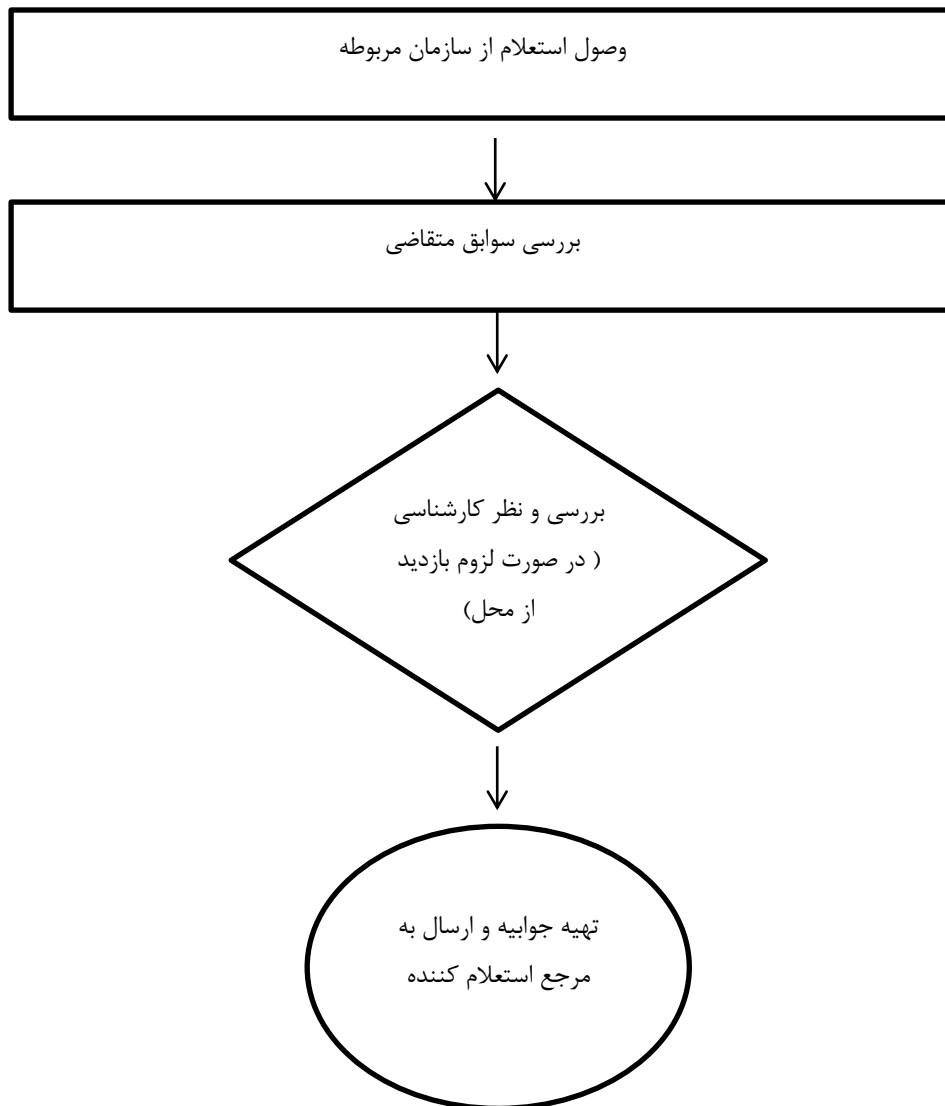 وصول استعلام از سازمان مربوطه
بررسی سوابق متقاضی
بررسی و نظر کارشناسی
( در صورت لزوم بازدید
از محل)
تهیه جوابیه و ارسال به
مرجع استعلام کننده